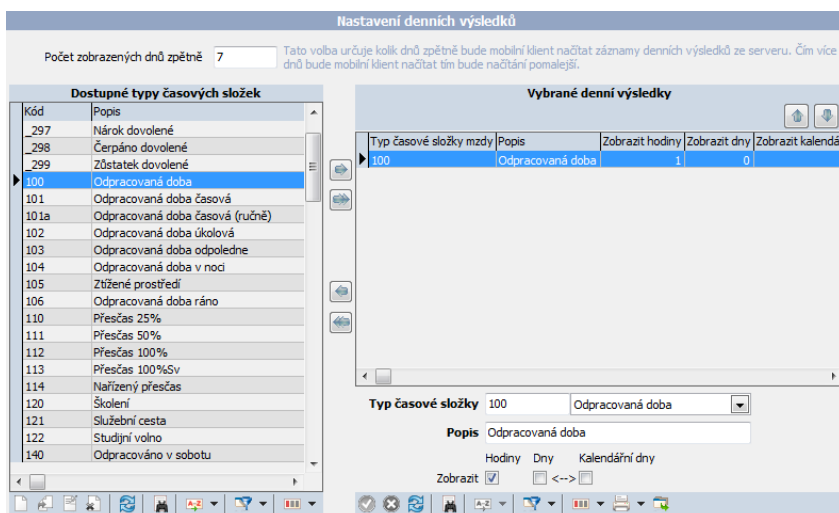 Nastavení denních výsledků
Počet zobrazených dnů zpětně 7
Tato volba určuje kolik dnů zpětně bude mobilní klient načítat záznamy denních výsledků ze serveru. Čím více
dnů bude mobilní klient načítat tím bude načítání pomalejší.
Dostupné typy časových složek
Kód Popis
_297 Nárok dovolené
_298 Čerpáno dovolené
_299 Zůstatek dovolené
100 Odpracovaná doba
101 Odpracovaná doba časová
101a Odpracovaná doba časová (ručně)
102 Odpracovaná doba úkolová
103 Odpracovaná doba odpoledne
104 Odpracovaná doba v noci
105 Ztížené prostředí
106 Odpracovaná doba ráno
110 Přesčas 25%
111 Přesčas 50%
112 Přesčas 100%
113 Přesčas 100%Sv
114 Nařízený přesčas
120 Školení
121 Služební cesta
122 Studijní volno
140 Odpracováno v sobotu
Vybrané denní výsledky
Typ časové složky mzdy Popis Zobrazit hodiny Zobrazit dny Zobrazit kalendá
100 Odpracovaná doba 1 0
Typ časové složky 100 Odpracovaná doba
Popis Odpracovaná doba
Hodiny Dny Kalendářní dny
Zobrazit <-->
A-Z
A-Z